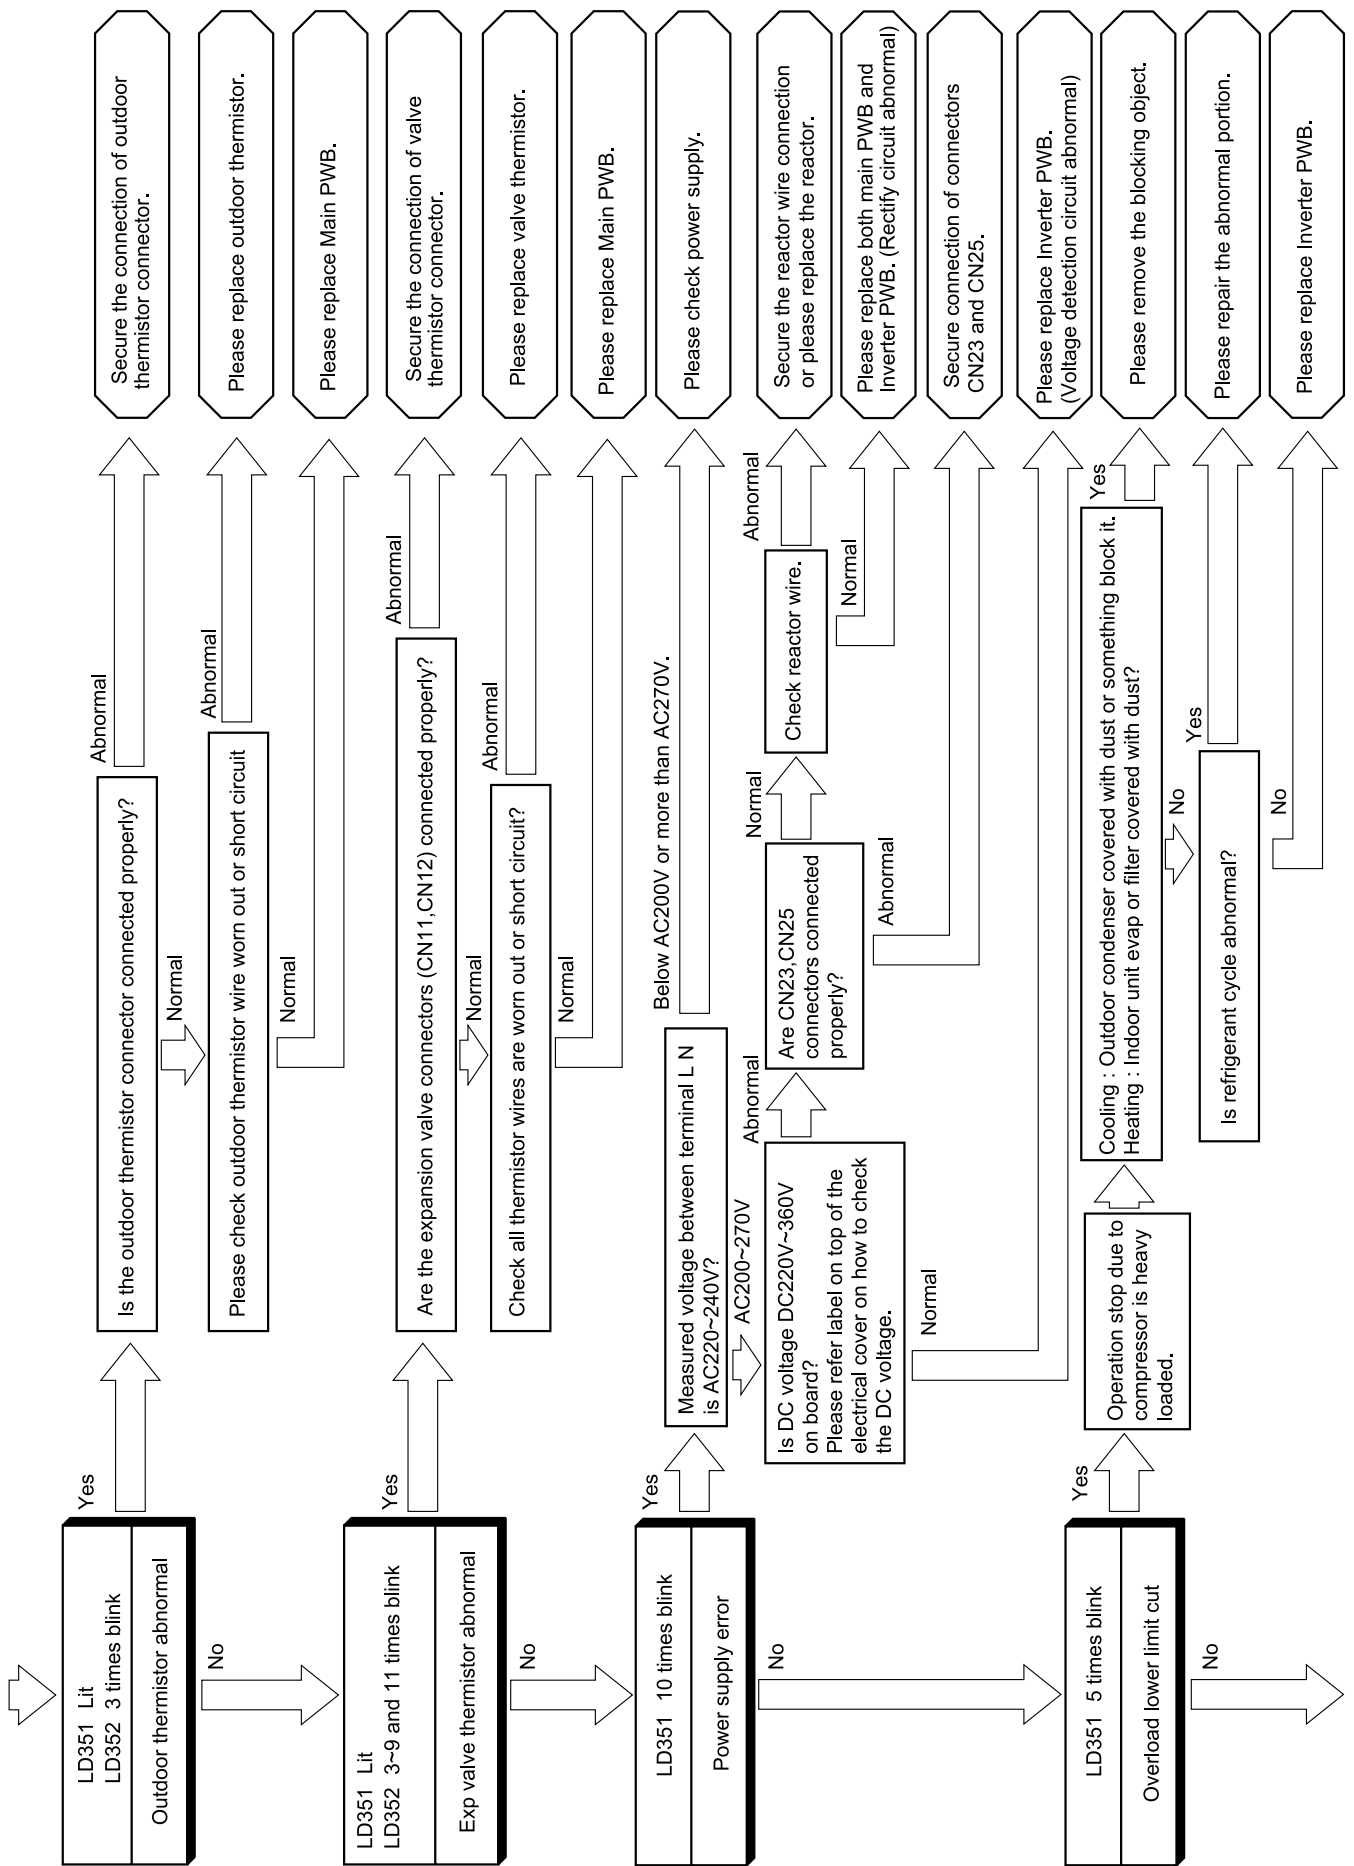 LD351 Lit
LD352 3 times blink
Outdoor thermistor abnormal
Yes
Is the outdoor thermistor connector connected properly?
Abnormal
Secure the connection of outdoor
thermistor connector.
Normal
Please check outdoor thermistor wire worn out or short circuit
Abnormal
Please replace outdoor thermistor.
Normal
Please replace Main PWB.
No
LD351 Lit
LD352 3~9 and 11 times blink
Exp valve thermistor abnormal
Yes
Are the expansion valve connectors (CN11,CN12) connected properly?
Abnormal
Secure the connection of valve
thermistor connector.
Normal
Check all thermistor wires are worn out or short circuit?
Abnormal
Please replace valve thermistor.
Normal
Please replace Main PWB.
No
LD351 10 times blink
Power supply error
Yes
Measured voltage between terminal L N
is AC220~240V?
Below AC200V or more than AC270V.
Please check power supply.
AC200~270V
Is DC voltage DC220V~360V
on board?
Please refer label on top of the
electrical cover on how to check
the DC voltage.
Abnormal
Are CN23,CN25
connectors connected
properly?
Normal
Check reactor wire.
Abnormal
Secure the reactor wire connection
or please replace the reactor.
Normal
Please replace both main PWB and
Inverter PWB. (Rectify circuit abnormal)
Abnormal
Secure connection of connectors
CN23 and CN25.
Normal
Please replace Inverter PWB.
(Voltage detection circuit abnormal)
No
LD351 5 times blink
Overload lower limit cut
Yes
Operation stop due to
compressor is heavy
loaded.
Cooling : Outdoor condenser covered with dust or something block it.
Heating : Indoor unit evap or filter covered with dust?
Yes
Please remove the blocking object.
No
Is refrigerant cycle abnormal?
Yes
Please repair the abnormal portion.
No
Please replace Inverter PWB.
No